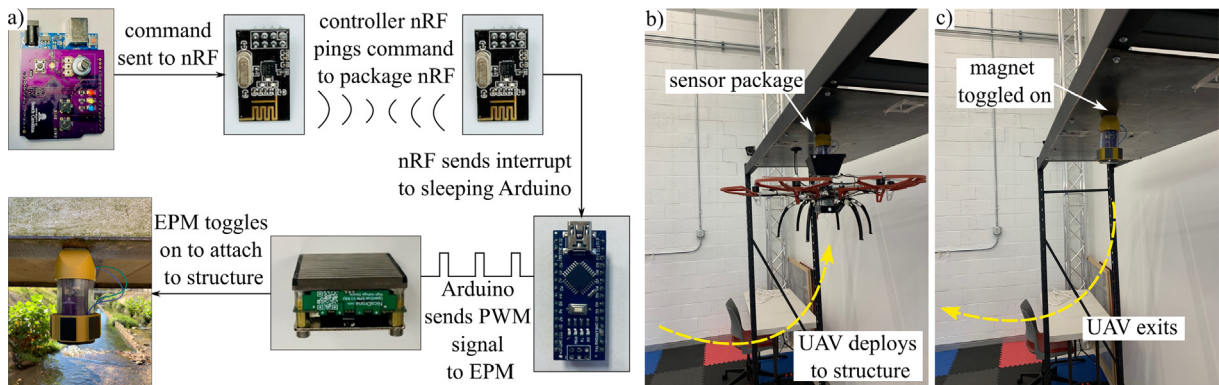 a)
command
sent to nRF
controller nRF
pings command
to package nRF
nRF sends interrupt
to sleeping Arduino
EPM toggles
on to attach
to structure
Arduino
sends PWM
signal
to EPM
b)
sensor package
UAV deploys
to structure
c)
magnet
toggled on
UAV exits